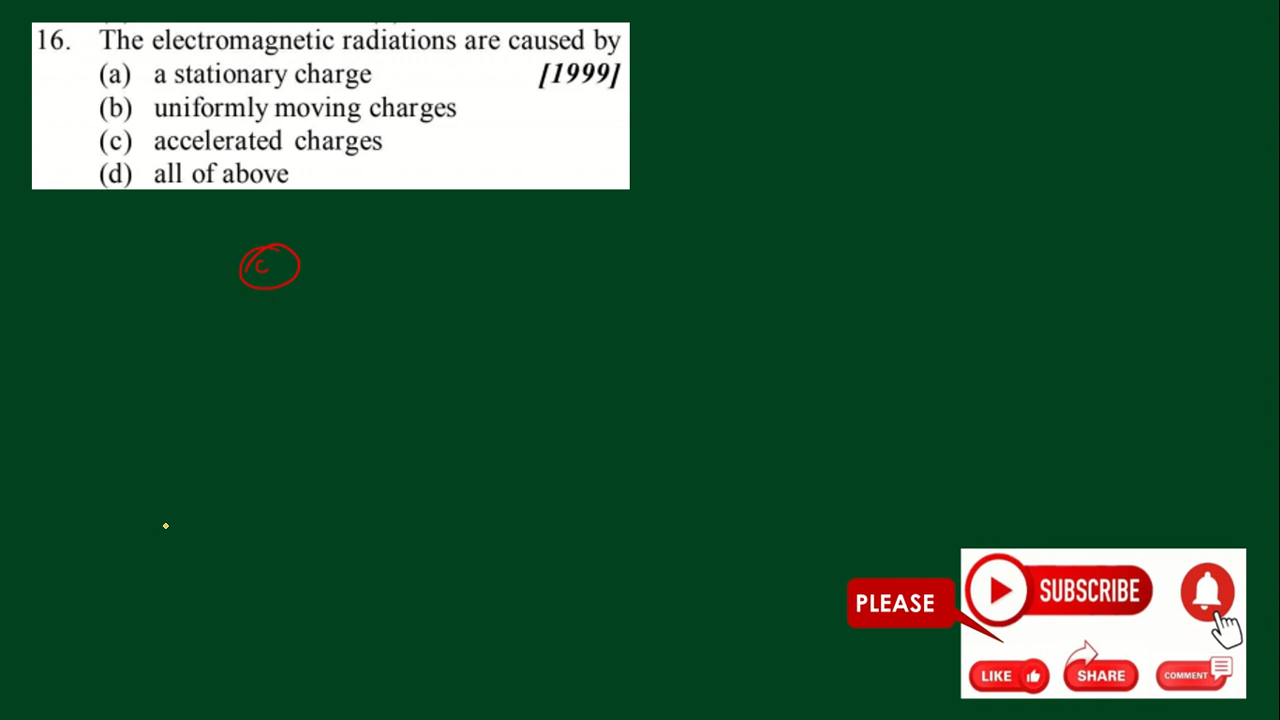 16. The electromagnetic radiations are caused by
(a) a stationary charge [1999]
(b) uniformly moving charges
(c) accelerated charges
(d) all of above
c
PLEASE
SUBSCRIBE
LIKE
SHARE
COMMENT